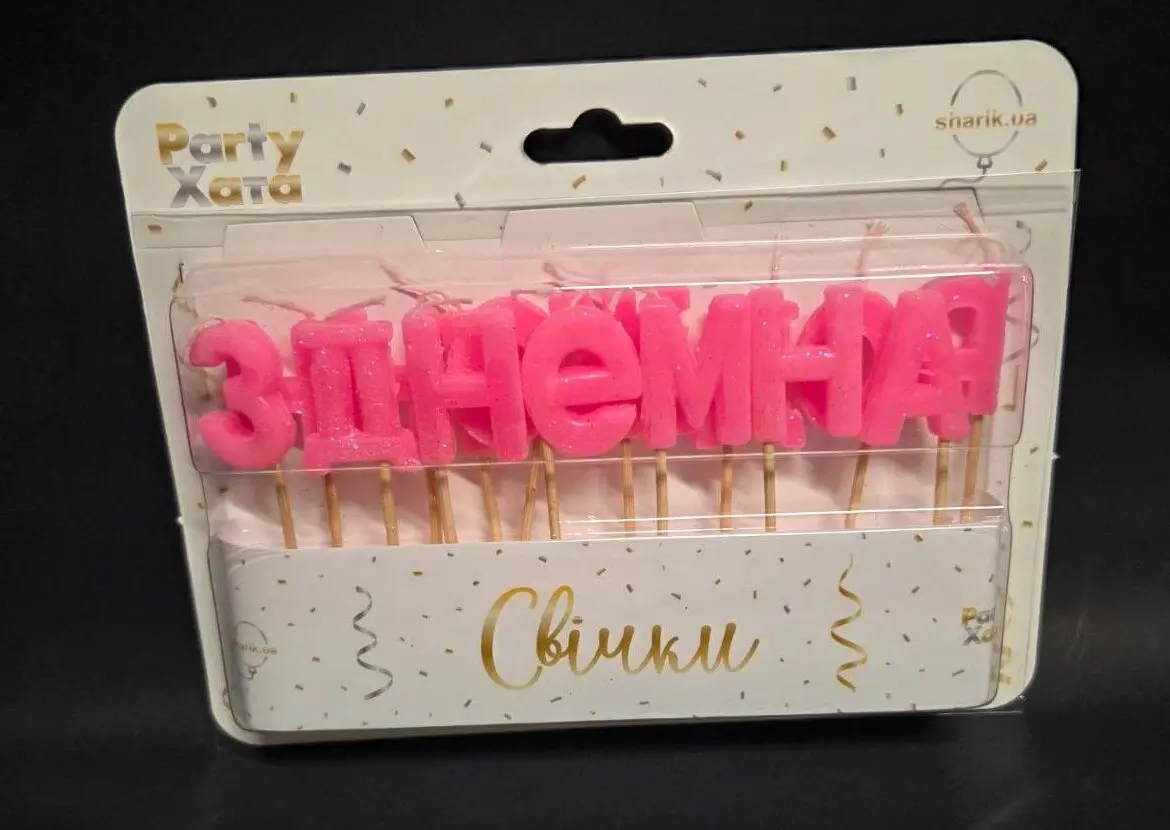 Party
Хата
sharik.ua
З ДНЕМ НА
Свічки